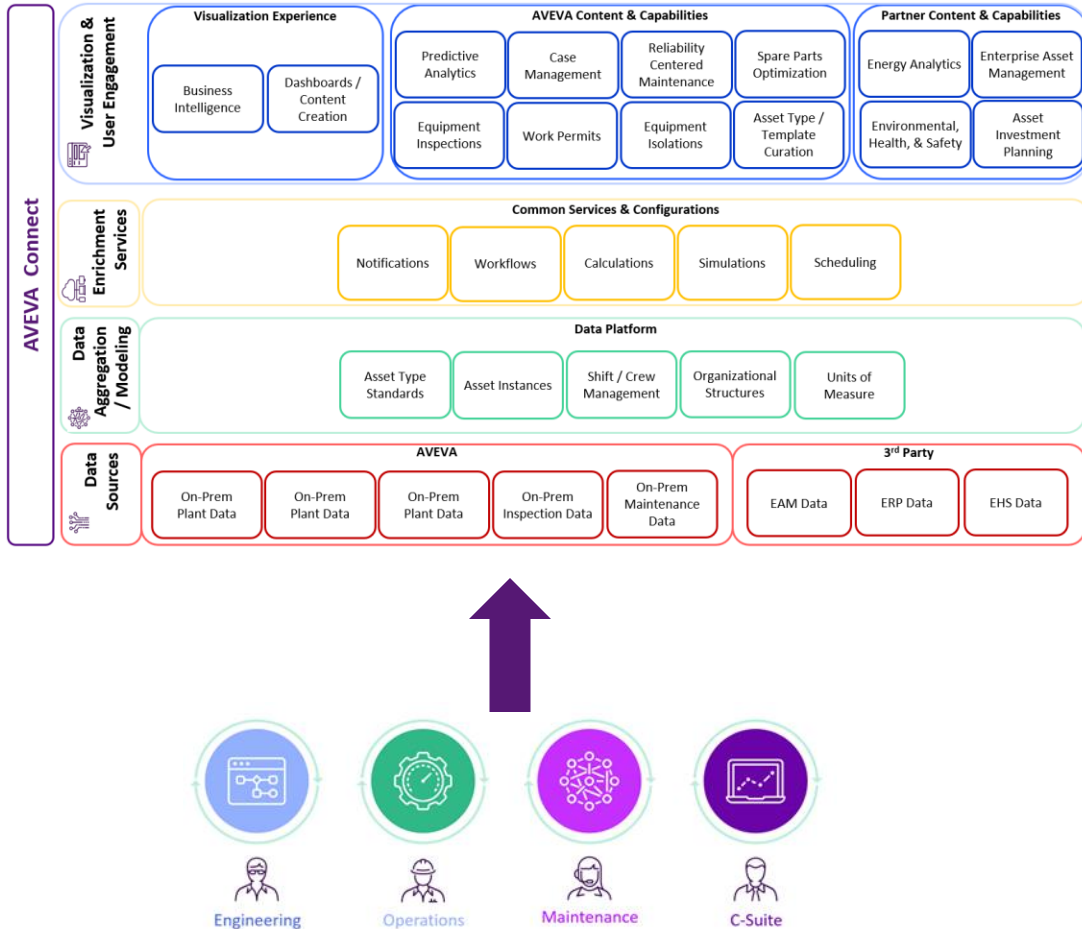 AVEVA Connect
Visualization &
User Engagement
Visualization Experience
Business
Intelligence
Dashboards /
Content
Creation
AVEVA Content & Capabilities
Predictive
Analytics
Case
Management
Reliability
Centered
Maintenance
Spare Parts
Optimization
Equipment
Inspections
Work Permits
Equipment
Isolations
Asset Type /
Template
Curation
Partner Content & Capabilities
Energy Analytics
Enterprise Asset
Management
Environmental,
Health, & Safety
Asset
Investment
Planning
Enrichment
Services
Common Services & Configurations
Notifications
Workflows
Calculations
Simulations
Scheduling
Data
Aggregation
/ Modeling
Data Platform
Asset Type
Standards
Asset Instances
Shift / Crew
Management
Organizational
Structures
Units of
Measure
Data
Sources
AVEVA
On-Prem
Plant Data
On-Prem
Plant Data
On-Prem
Plant Data
On-Prem
Inspection Data
On-Prem
Maintenance
Data
3rd Party
EAM Data
ERP Data
EHS Data
Engineering
Operations
Maintenance
C-Suite